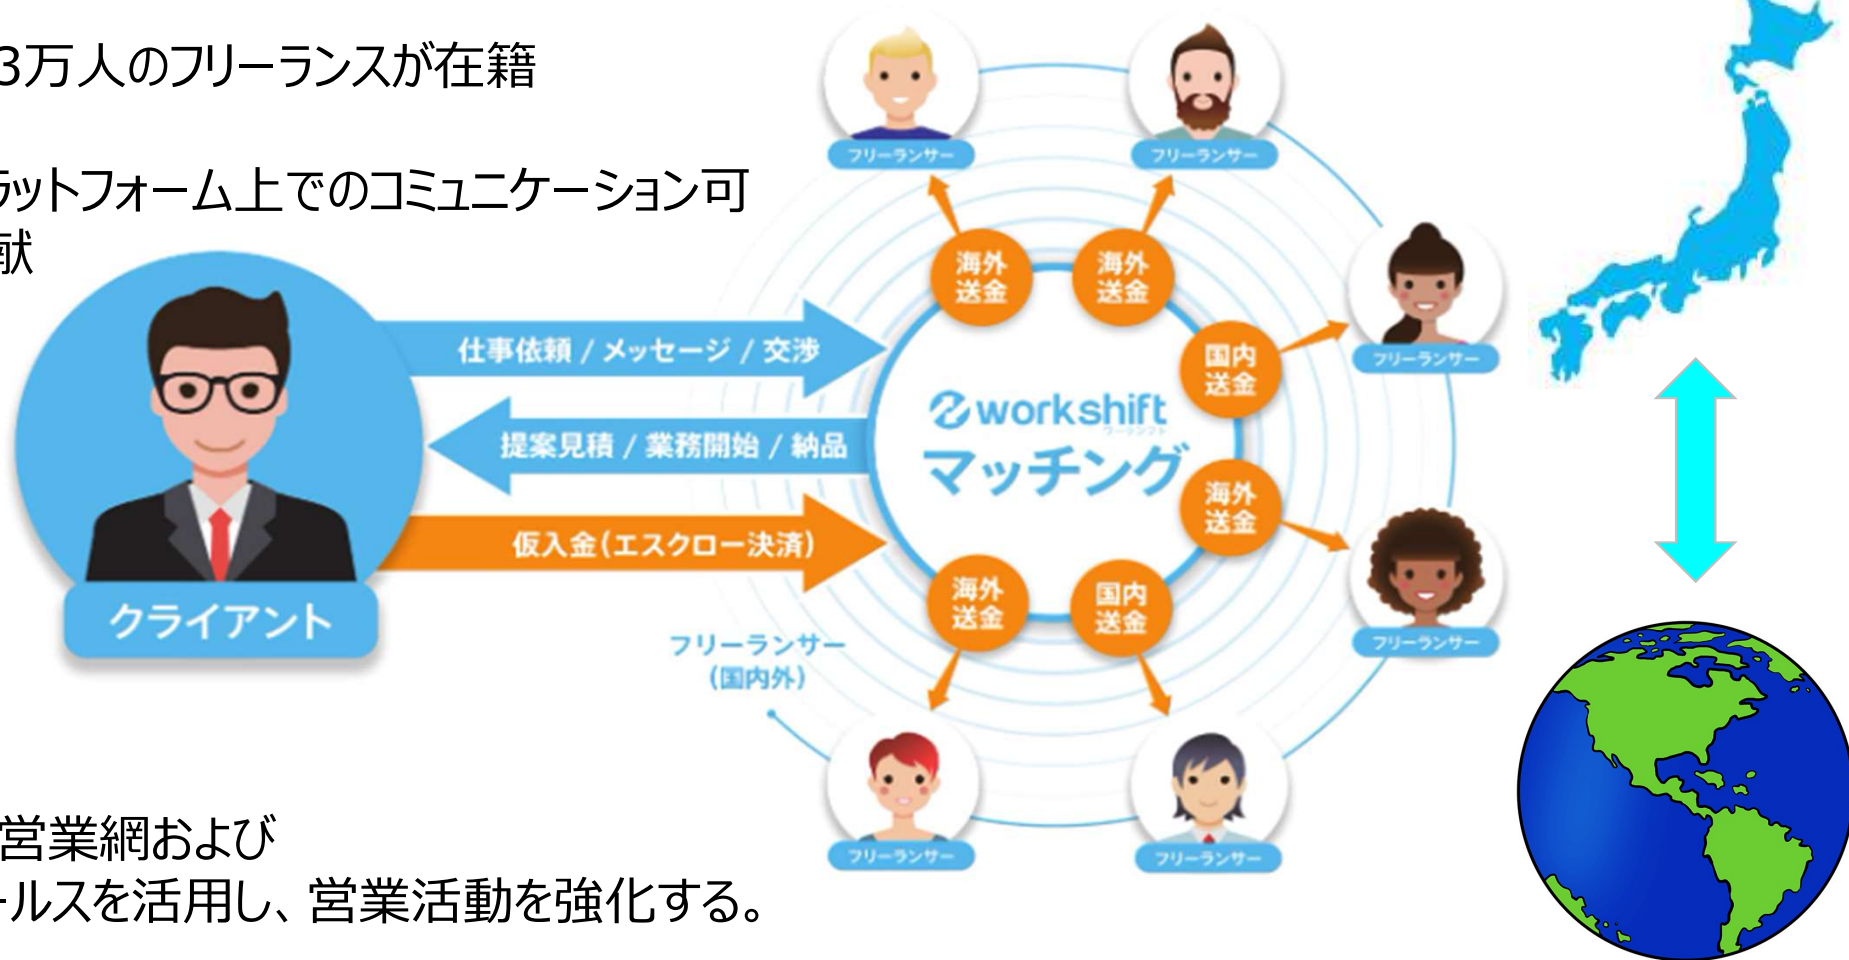 3万人のフリーランスが在籍
ラットフォーム上でのコミュニケーション可
献
フリーランサー
フリーランサー
海外
送金
海外
送金
国内
送金
フリーランサー
仕事依頼 / メッセージ / 交渉
workshift
ワークシフト
マッチング
提案見積 / 業務開始 / 納品
海外
送金
仮入金(エスクロー決済)
クライアント
海外
送金
国内
送金
フリーランサー
フリーランサー
(国内外)
フリーランサー
フリーランサー
営業網および
ールスを活用し、営業活動を強化する。